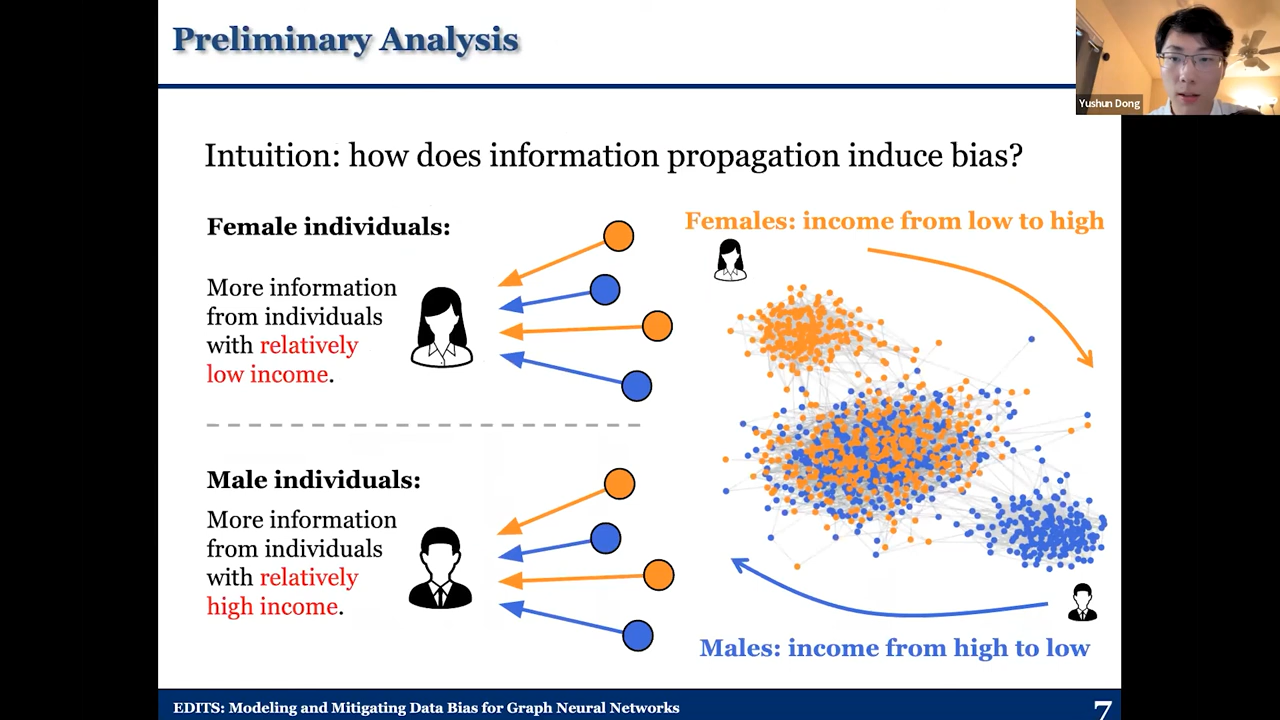 Preliminary Analysis
Yushun Dong
Intuition: how does information propagation induce bias?
Female individuals:
More information
from individuals
with relatively
low income.
Females: income from low to high
Male individuals:
More information
from individuals
with relatively
high income.
Males: income from high to low
EDITS: Modeling and Mitigating Data Bias for Graph Neural Networks
7